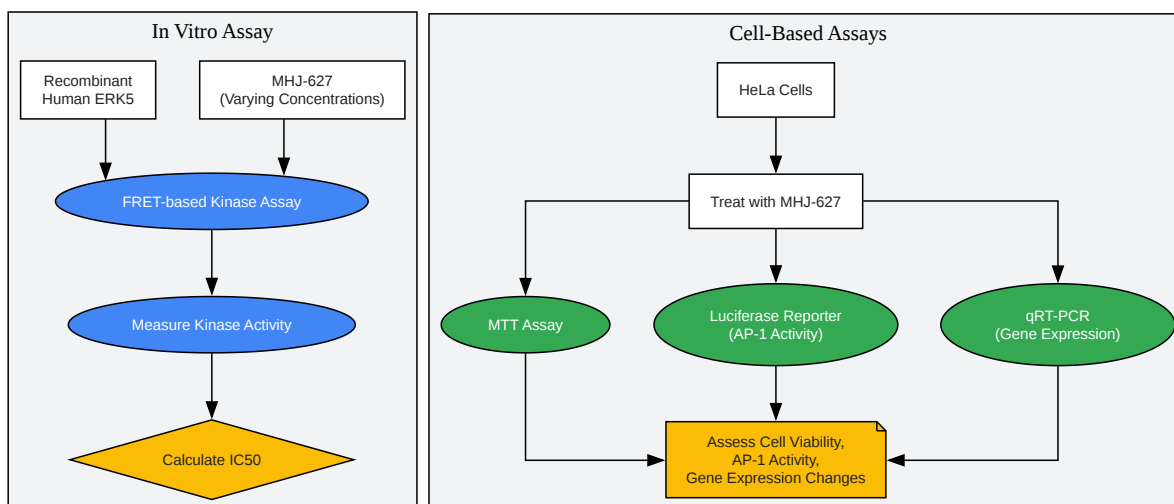 In Vitro Assay
Recombinant
Human ERK5
MHJ-627
(Varying Concentrations)
FRET-based Kinase Assay
Measure Kinase Activity
Calculate IC50
Cell-Based Assays
HeLa Cells
Treat with MHJ-627
MTT Assay
Luciferase Reporter
(AP-1 Activity)
qRT-PCR
(Gene Expression)
Assess Cell Viability,
AP-1 Activity,
Gene Expression Changes